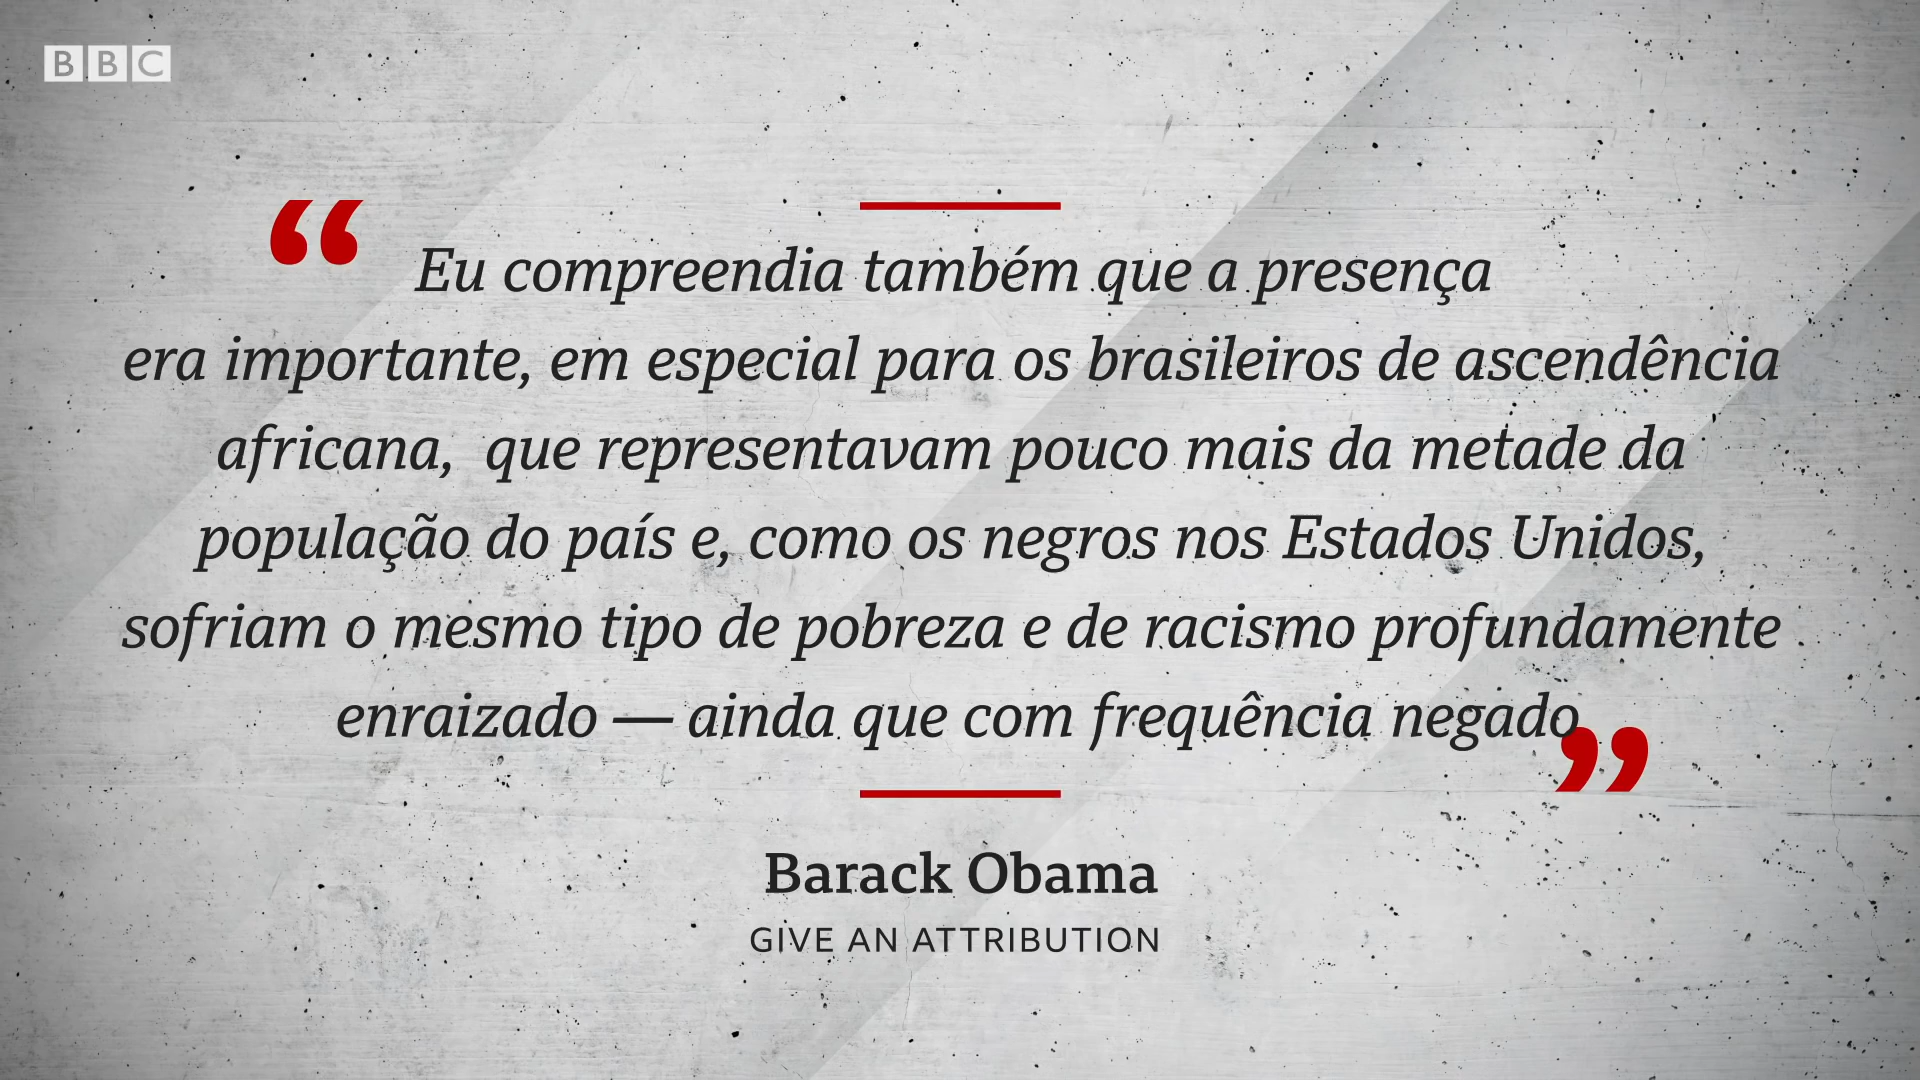 BBC
“ Eu compreendia também que a presença
era importante, em especial para os brasileiros de ascendência
africana, que representavam pouco mais da metade da
população do país e, como os negros nos Estados Unidos,
sofriam o mesmo tipo de pobreza e de racismo profundamente
enraizado — ainda que com frequência negado ”
Barack Obama
GIVE AN ATTRIBUTION